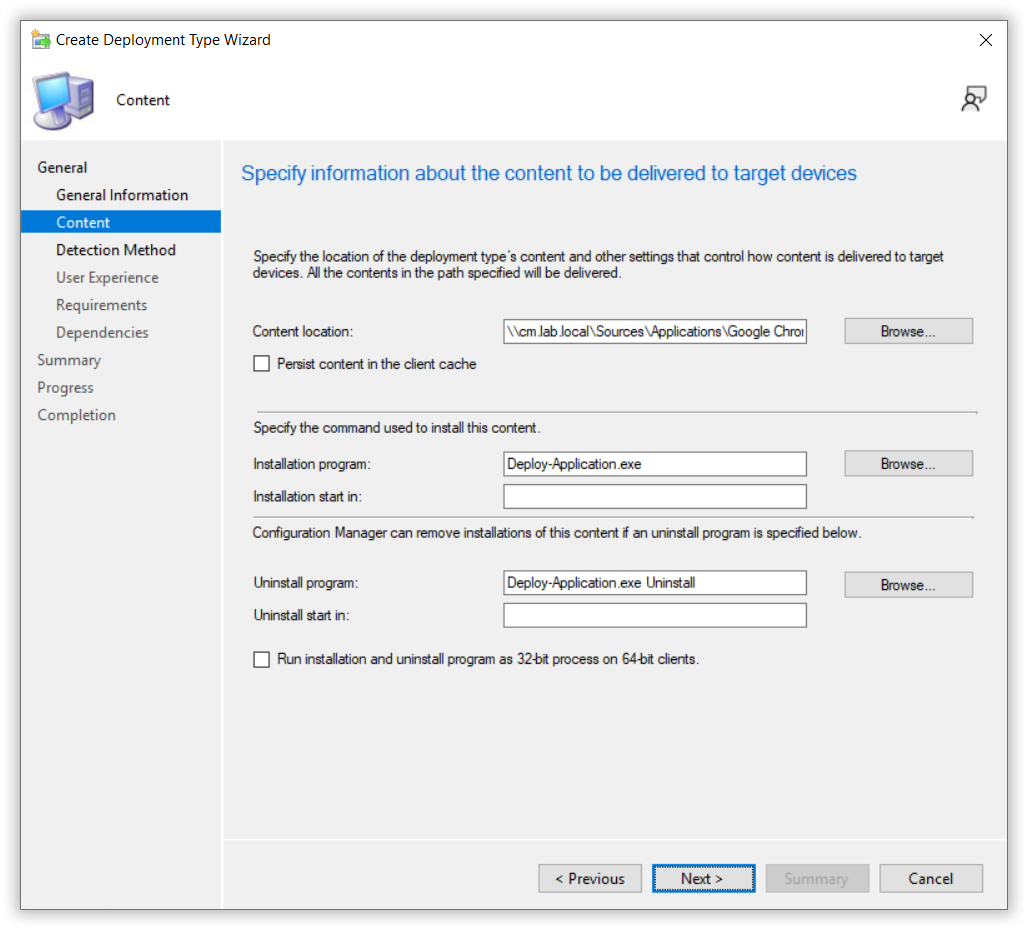 Create Deployment Type Wizard
Content
General
General Information
Content
Detection Method
User Experience
Requirements
Dependencies
Summary
Progress
Completion
Specify information about the content to be delivered to target devices
Specify the location of the deployment type's content and other settings that control how content is delivered to target
devices. All the contents in the path specified will be delivered.
Content location: \\cm.lab.local\Sources\Applications\Google Chror Browse...
Persist content in the client cache
Specify the command used to install this content.
Installation program: Deploy-Application.exe Browse...
Installation start in:
Configuration Manager can remove installations of this content if an uninstall program is specified below.
Uninstall program: Deploy-Application.exe Uninstall Browse...
Uninstall start in:
Run installation and uninstall program as 32-bit process on 64-bit clients.
< Previous Next > Summary Cancel